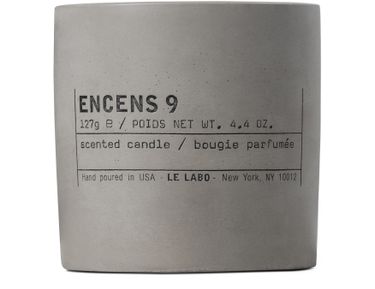 ENCENS 9
127g ℮ / POIDS NET WT. 4.4 OZ.
scented candle / bougie parfumée
Hand poured in USA - LE LABO - New York, NY 10012